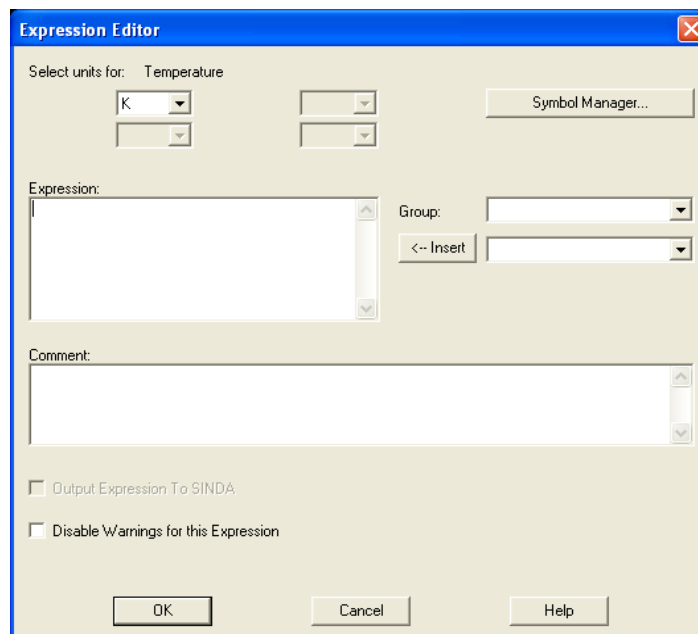 Expression Editor
Select units for: Temperature
K
Symbol Manager...
Expression:
Group:
<-- Insert
Comment:
Output Expression To SINDA
Disable Warnings for this Expression
OK Cancel Help